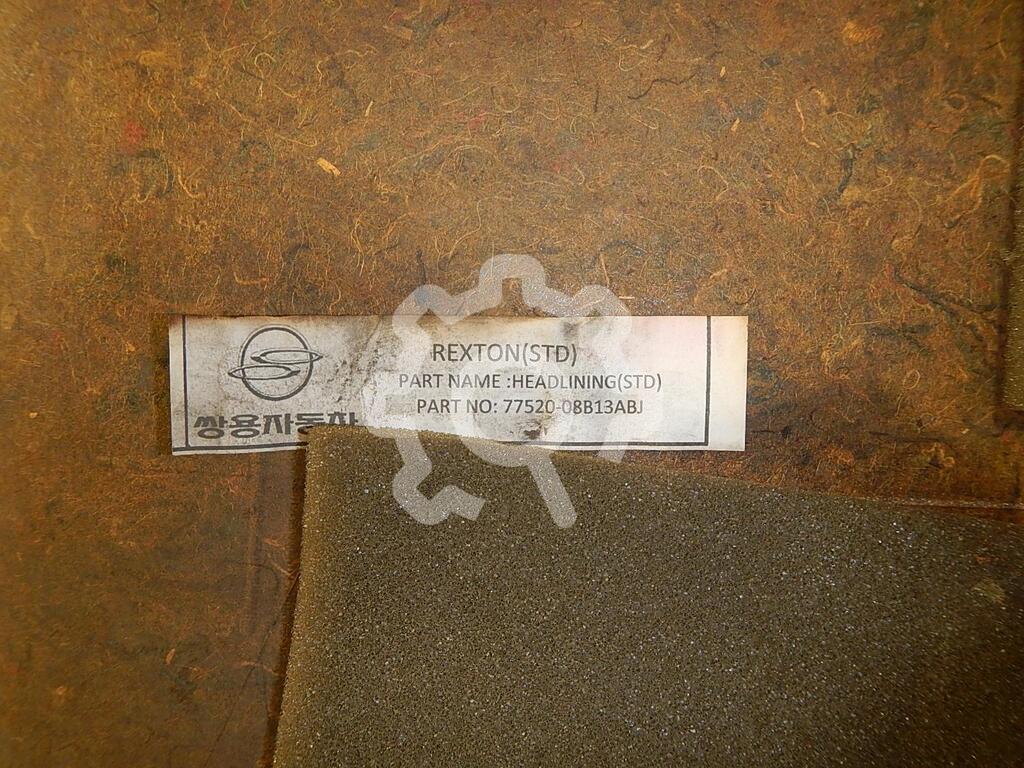 REXTON(STD)
PART NAME :HEADLINING(STD)
PART NO: 77520-08B13ABJ
쌍용자동차